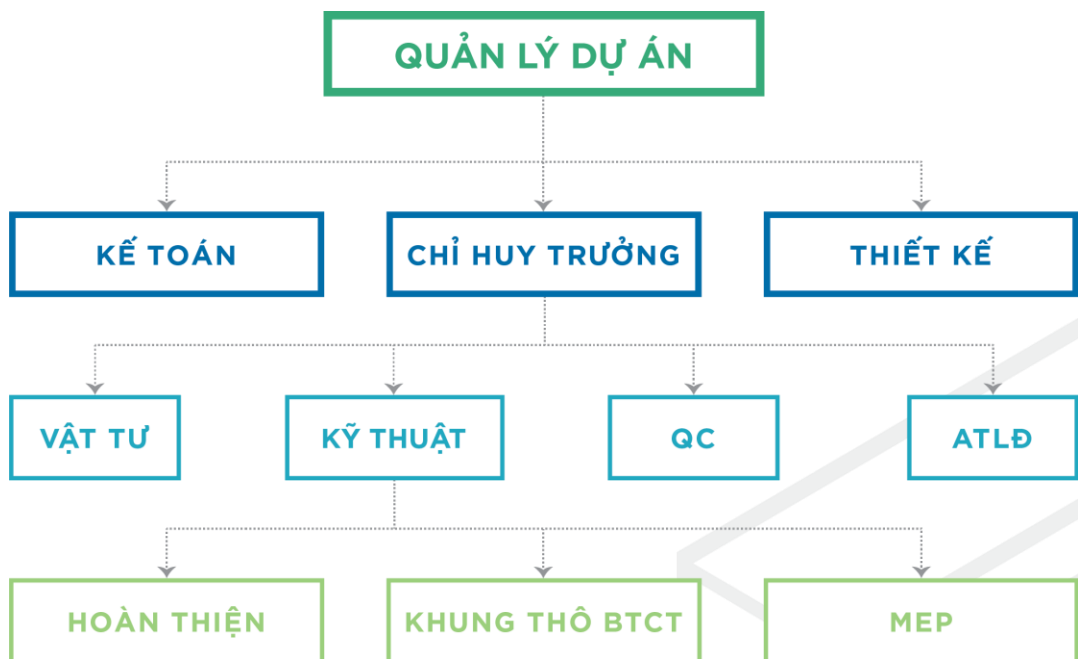 QUẢN LÝ DỰ ÁN
KẾ TOÁN
CHỈ HUY TRƯỞNG
THIẾT KẾ
VẬT TƯ
KỸ THUẬT
QC
ATLĐ
HOÀN THIỆN
KHUNG THÔ BTCT
MEP